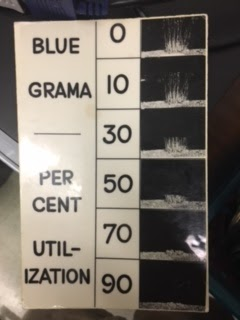 BLUE
GRAMA
PER
CENT
UTIL-
IZATION
0
10
30
50
70
90